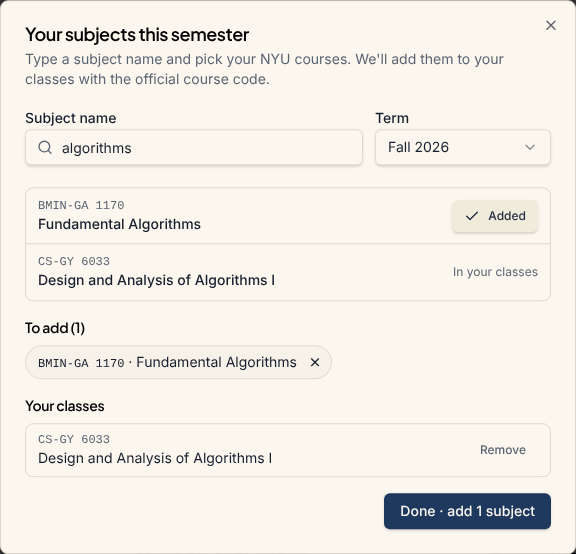 Your subjects this semester
Type a subject name and pick your NYU courses. We'll add them to your
classes with the official course code.
Subject name
Term
algorithms
Fall 2026
BMIN-GA 1170
Fundamental Algorithms
Added
CS-GY 6033
Design and Analysis of Algorithms I
In your classes
To add (1)
BMIN-GA 1170 · Fundamental Algorithms
Your classes
CS-GY 6033
Design and Analysis of Algorithms I
Remove
Done · add 1 subject